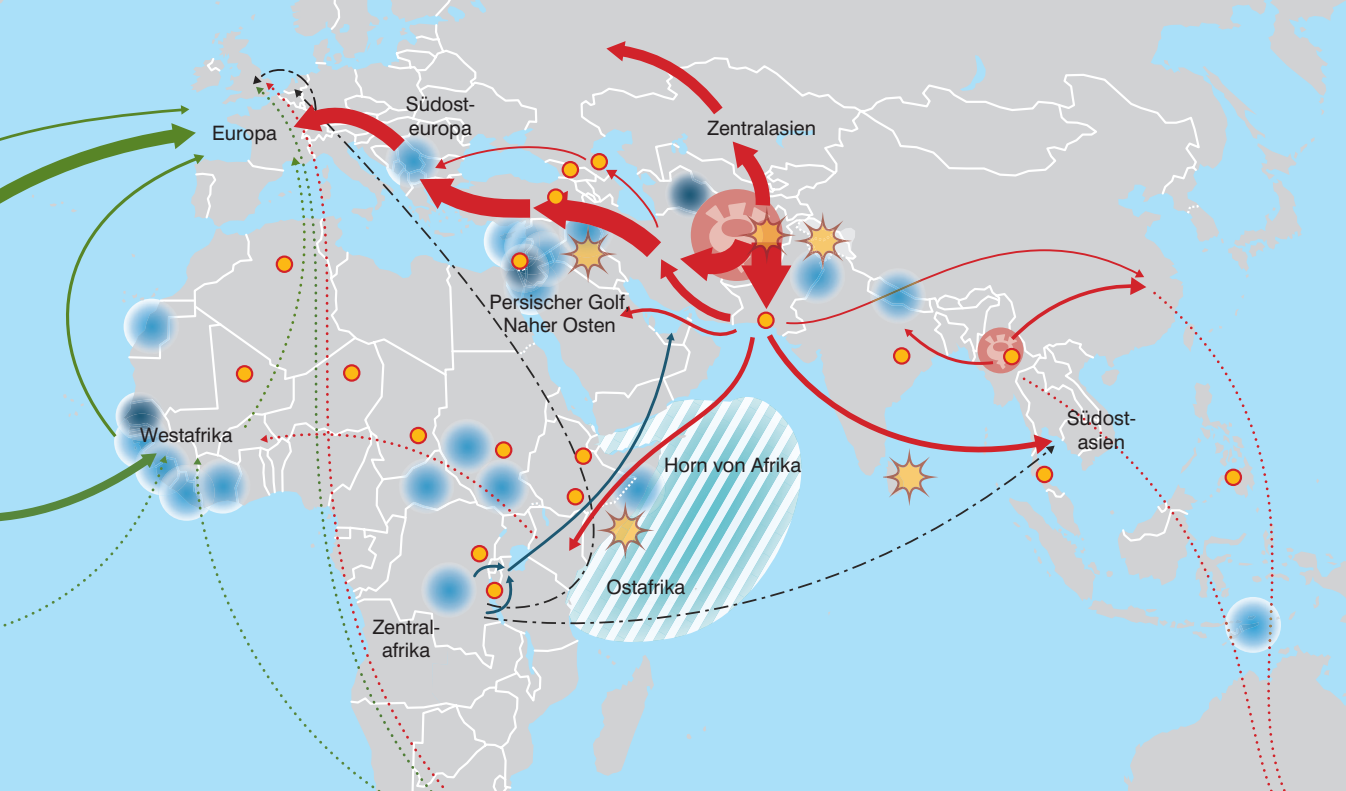 Südost-
europa
Europa
Zentralasien
Persischer Golf,
Naher Osten
Westafrika
Südost-
asien
Horn von Afrika
Ostafrika
Zentral-
afrika